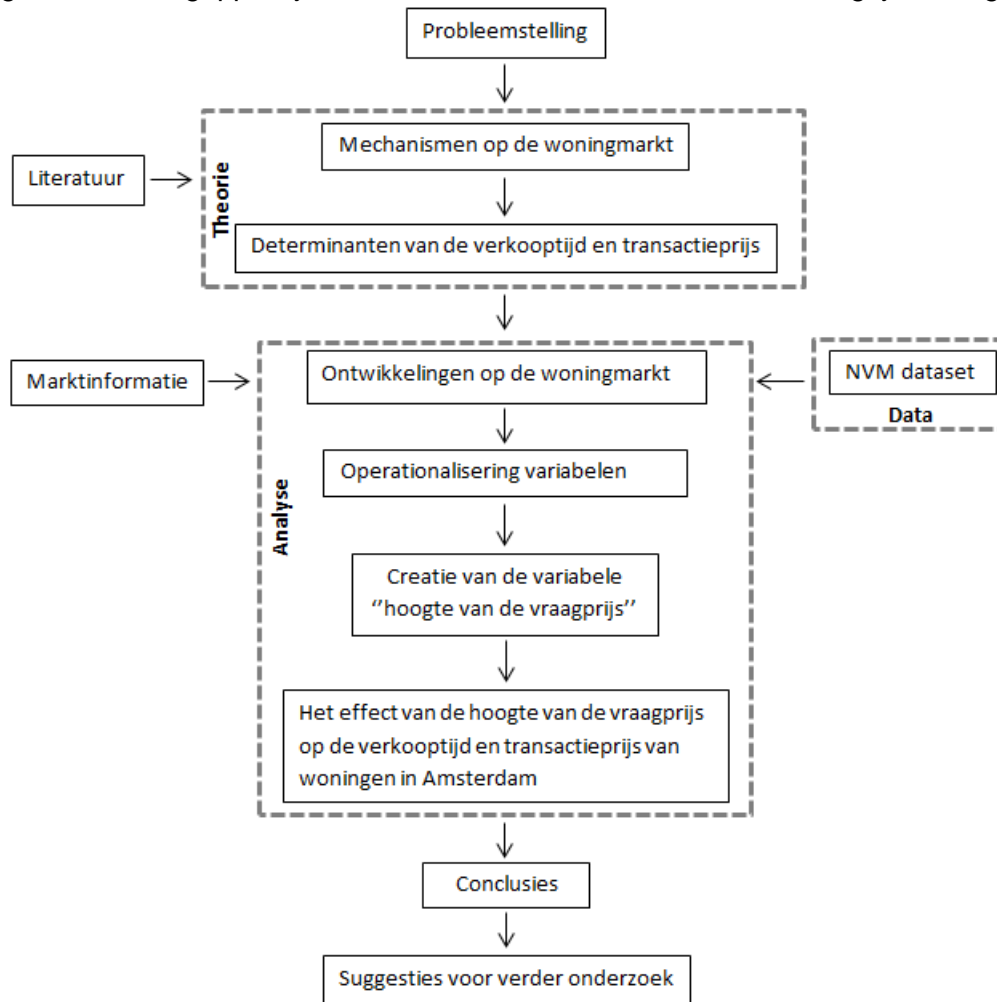 Probleemstelling
Mechanismen op de woningmarkt
Literatuur
Theorie
Determinanten van de verkooptijd en transactieprijs
Marktinformatie
Ontwikkelingen op de woningmarkt
NVM dataset
Data
Operationalisering variabelen
Analyse
Creatie van de variabele
‘’hoogte van de vraagprijs’’
Het effect van de hoogte van de vraagprijs
op de verkooptijd en transactieprijs van
woningen in Amsterdam
Conclusies
Suggesties voor verder onderzoek